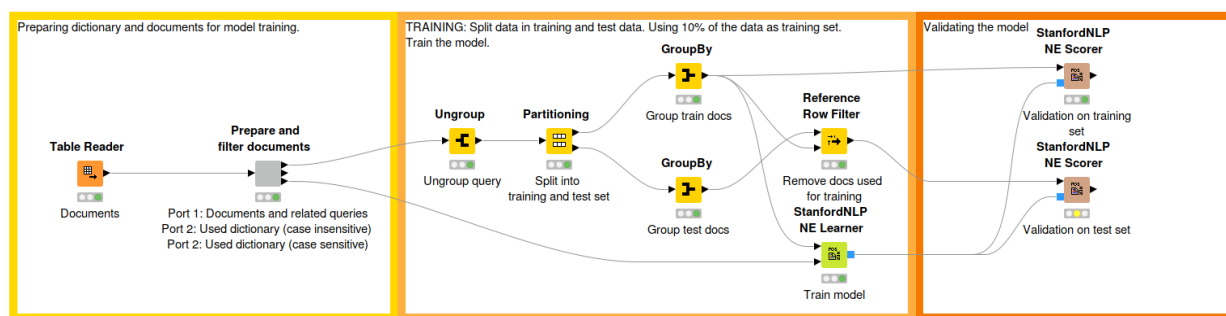 Preparing dictionary and documents for model training.
Table Reader
Documents
Prepare and
filter documents
Port 1: Documents and related queries
Port 2: Used dictionary (case insensitive)
Port 2: Used dictionary (case sensitive)
TRAINING: Split data in training and test data. Using 10% of the data as training set.
Train the model.
Ungroup
Ungroup query
Partitioning
Split into
training and test set
GroupBy
Group train docs
GroupBy
Group test docs
Reference
Row Filter
Remove docs used
for training
StanfordNLP
NE Learner
Train model
Validating the model
StanfordNLP
NE Scorer
Validation on training
set
StanfordNLP
NE Scorer
Validation on test set